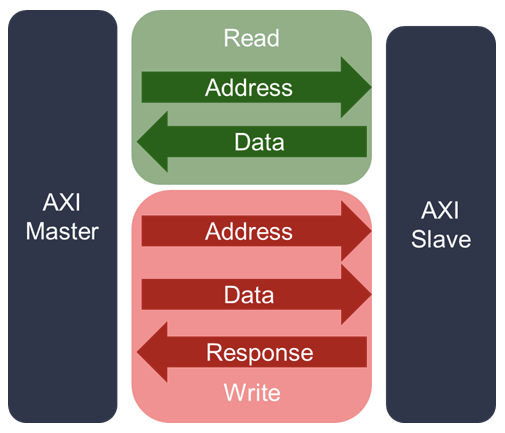 Read
Address
Data
AXI
Master
AXI
Slave
Address
Data
Response
Write